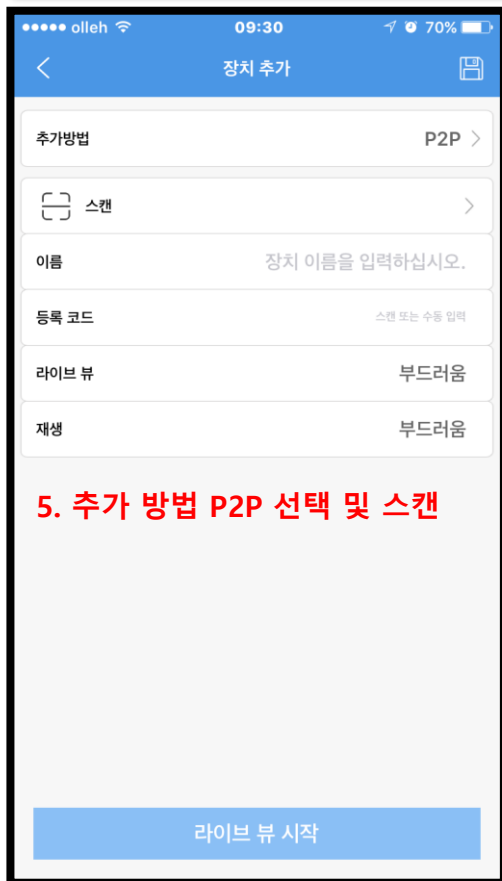 olleh 09:30 70%
장치 추가
추가방법 P2P
스캔
이름 장치 이름을 입력하십시오.
등록 코드 스캔 또는 수동 입력
라이브 뷰 부드러움
재생 부드러움
5. 추가 방법 P2P 선택 및 스캔
라이브 뷰 시작